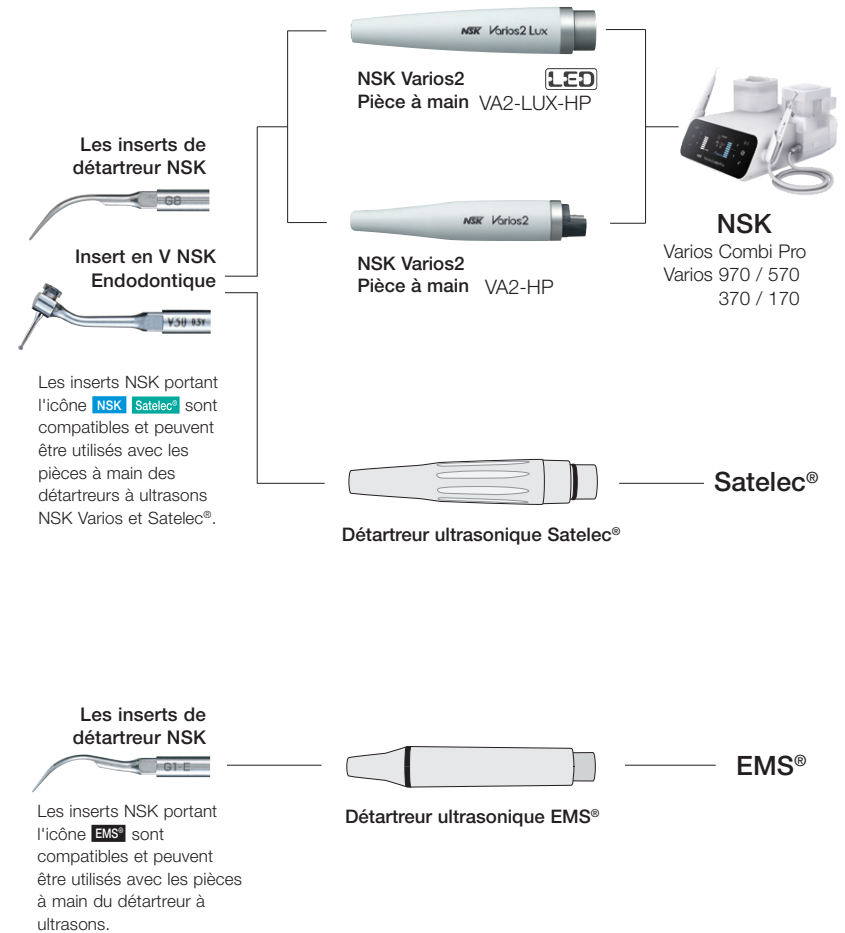 NSK Varios2 Lux
NSK Varios2 LED
Pièce à main VA2-LUX-HP
Les inserts de
détartreur NSK
G8
Insert en V NSK
Endodontique
V30 03Y
NSK Varios2
NSK Varios2
Pièce à main VA2-HP
NSK
Varios Combi Pro
Varios 970 / 570
370 / 170
Les inserts NSK portant
l'icône NSK Satelec® sont
compatibles et peuvent
être utilisés avec les
pièces à main des
détartreurs à ultrasons
NSK Varios et Satelec®.
Détartreur ultrasonique Satelec®
Satelec®
Les inserts de
détartreur NSK
G1-E
Les inserts NSK portant
l'icône EMS® sont
compatibles et peuvent
être utilisés avec les pièces
à main du détartreur à
ultrasons.
Détartreur ultrasonique EMS®
EMS®